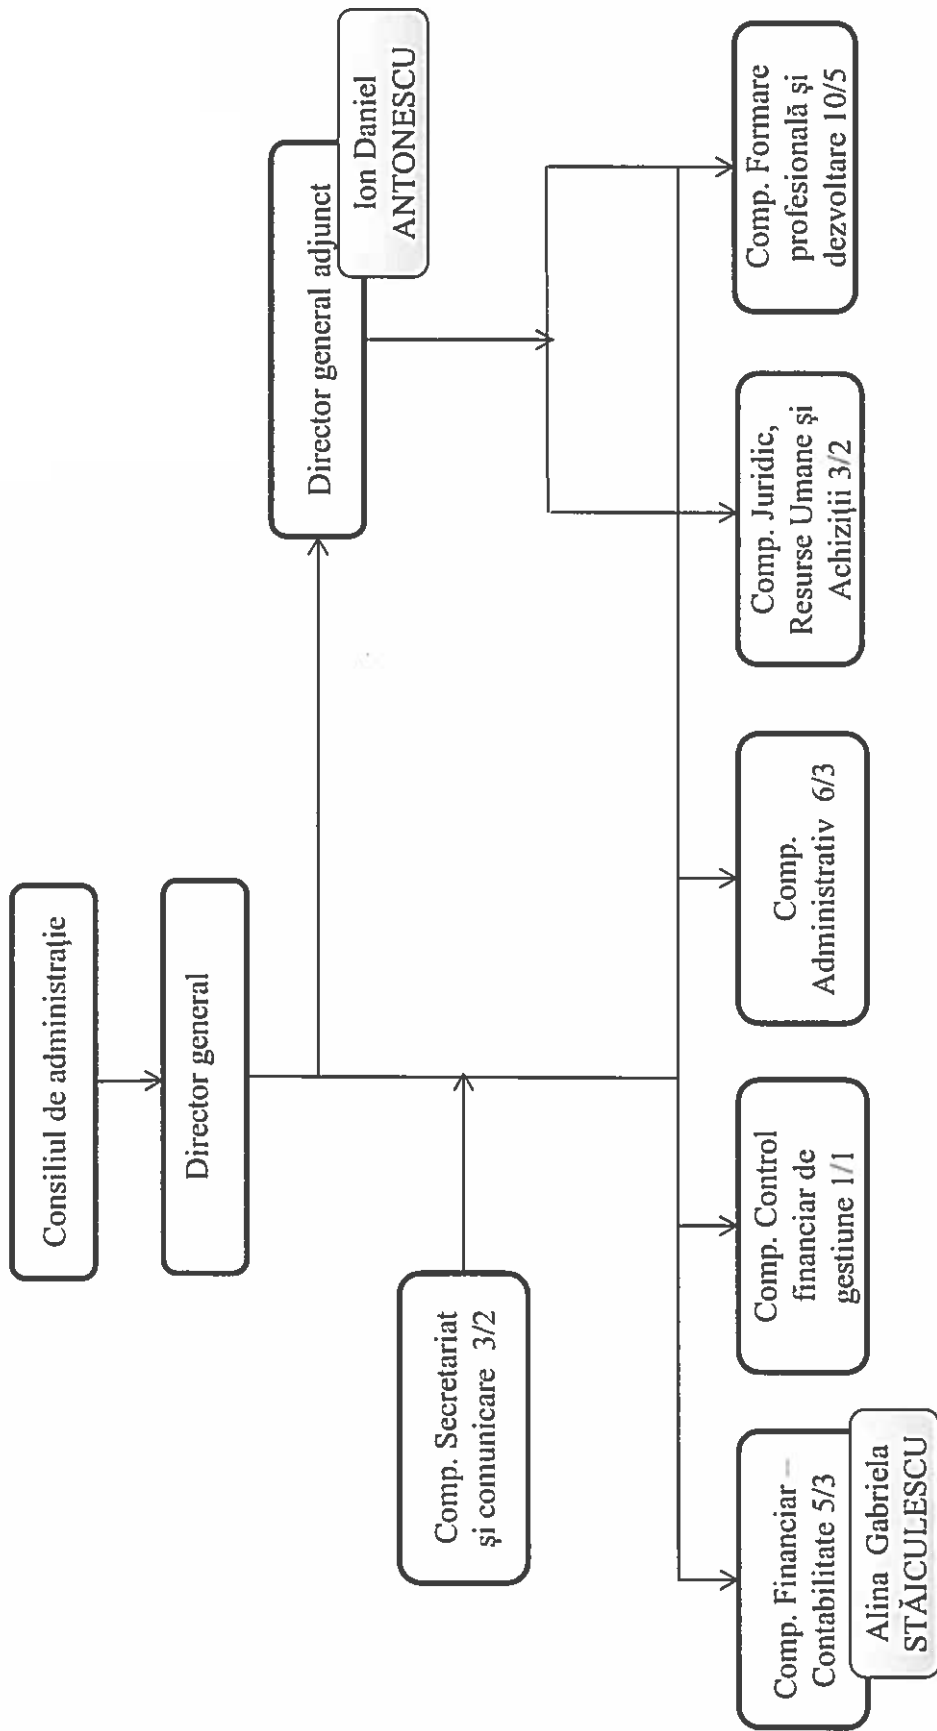 Consiliul de administrație
Director general
Director general adjunct
Ion Daniel
ANTONESCU
Comp. Secretariat
și comunicare 3/2
Comp. Financiar –
Contabilitate 5/3
Alina Gabriela
STĂICULESCU
Comp. Control
financiar de
gestiune 1/1
Comp.
Administrativ 6/3
Comp. Juridic,
Resurse Umane și
Achiziții 3/2
Comp. Formare
profesională și
dezvoltare 10/5